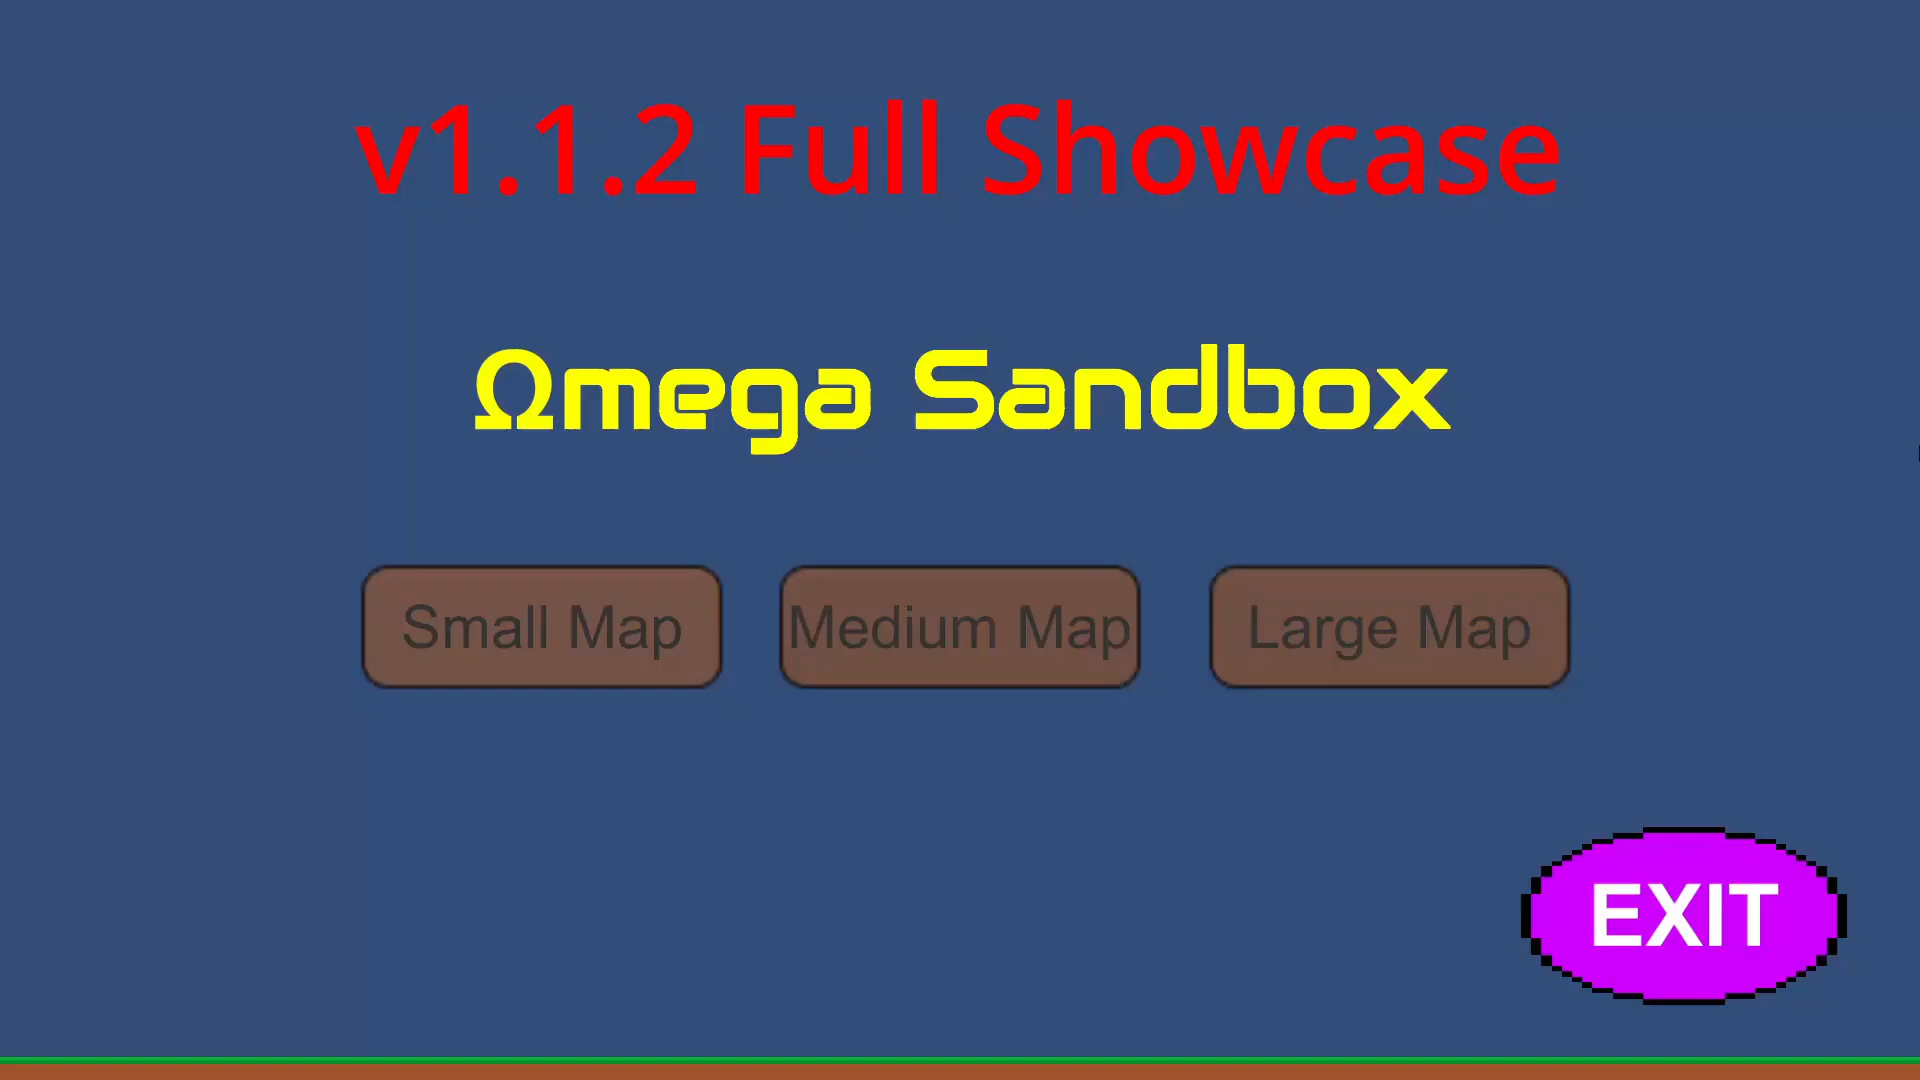 v1.1.2 Full Showcase
Ωmega Sandbox
Small Map
Medium Map
Large Map
EXIT